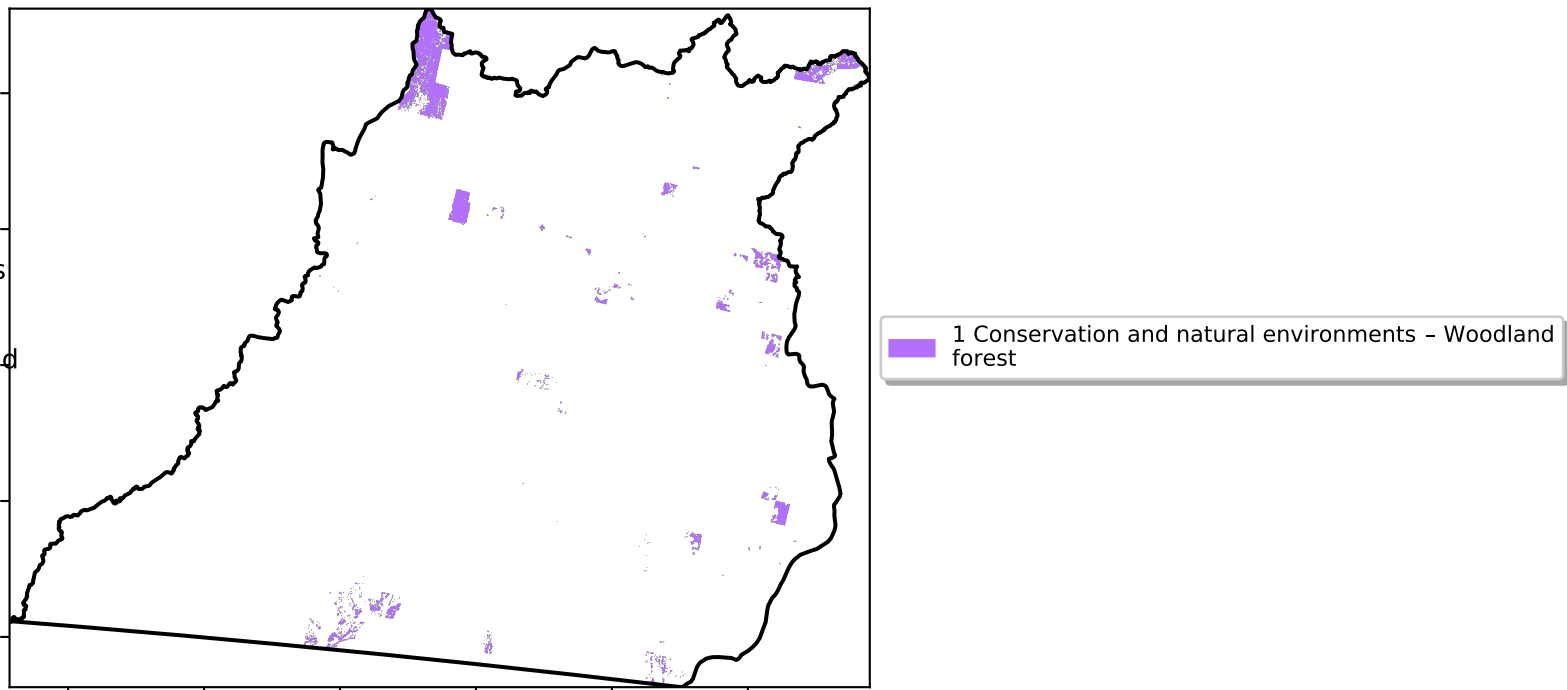 s
d
1 Conservation and natural environments – Woodland
forest